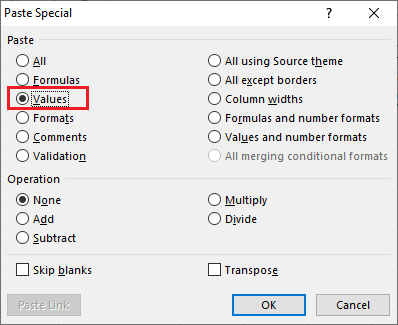 Paste Special
Paste
All
All using Source theme
Formulas
All except borders
Values
Column widths
Formats
Formulas and number formats
Comments
Values and number formats
Validation
All merging conditional formats
Operation
None
Multiply
Add
Divide
Subtract
Skip blanks
Transpose
Paste Link
OK
Cancel